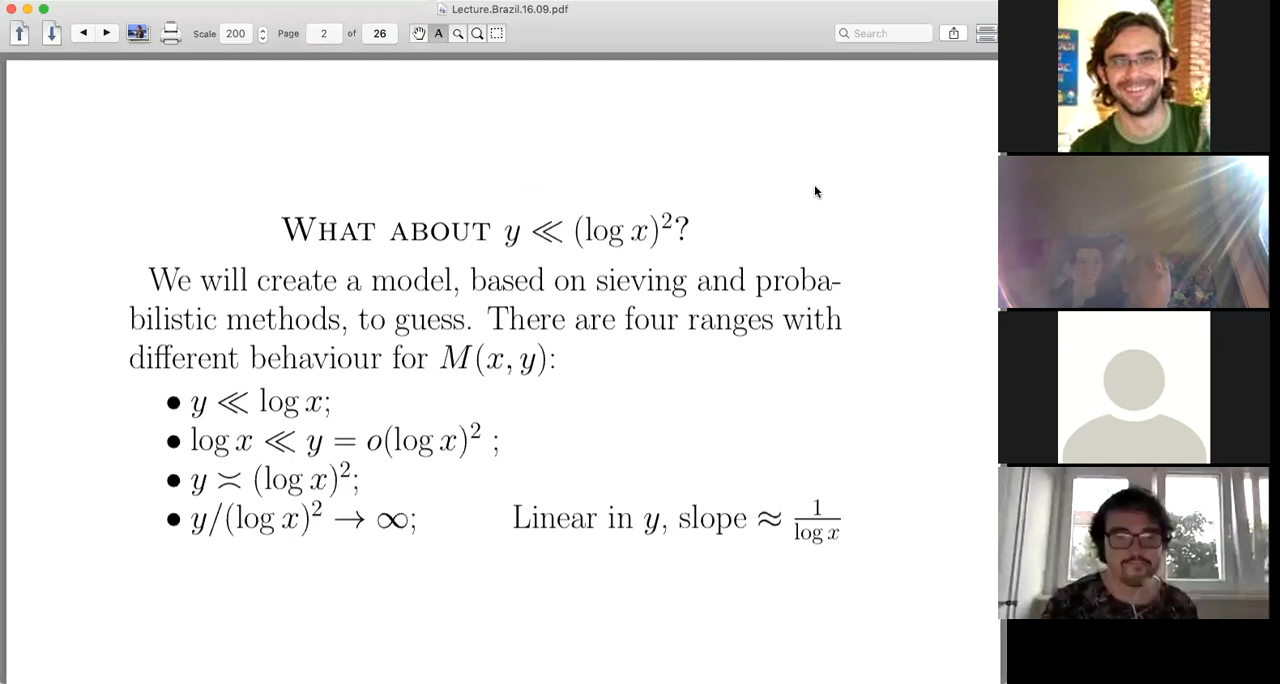 Lecture.Brazil.16.09.pdf
Scale 200 Page 2 of 26 A Search
WHAT ABOUT y ≪ (log x)²?
We will create a model, based on sieving and proba-
bilistic methods, to guess. There are four ranges with
different behaviour for M(x, y):
● y ≪ log x;
● log x ≪ y = o(log x)² ;
● y ≍ (log x)²;
● y/(log x)² → ∞; Linear in y, slope ≈ 1/log x